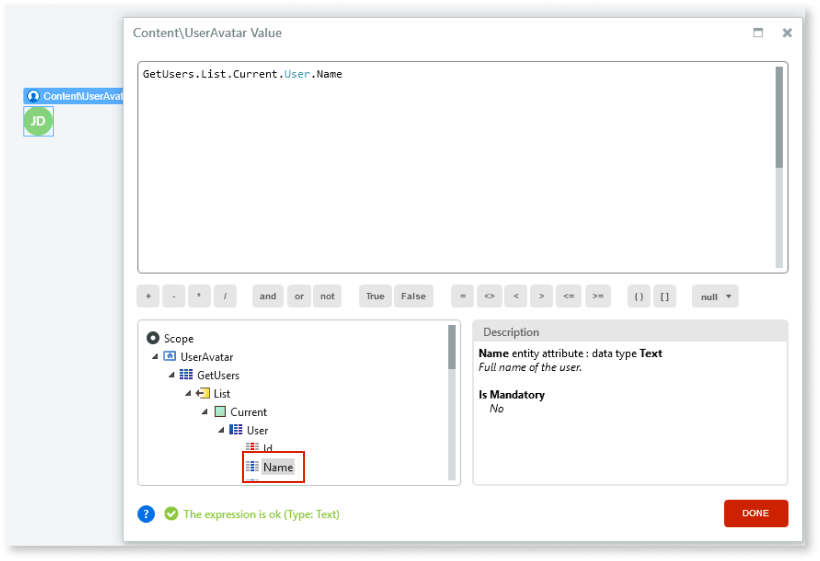 Content\UserAvatar Value
GetUsers.List.Current.User.Name
Content\UserAvat
JD
+ - * / and or not True False = <> < > <= >= ( ) [ ] null
Scope
UserAvatar
GetUsers
List
Current
User
Id
Name
Description
Name entity attribute : data type Text
Full name of the user.
Is Mandatory
No
? The expression is ok (Type: Text)
DONE